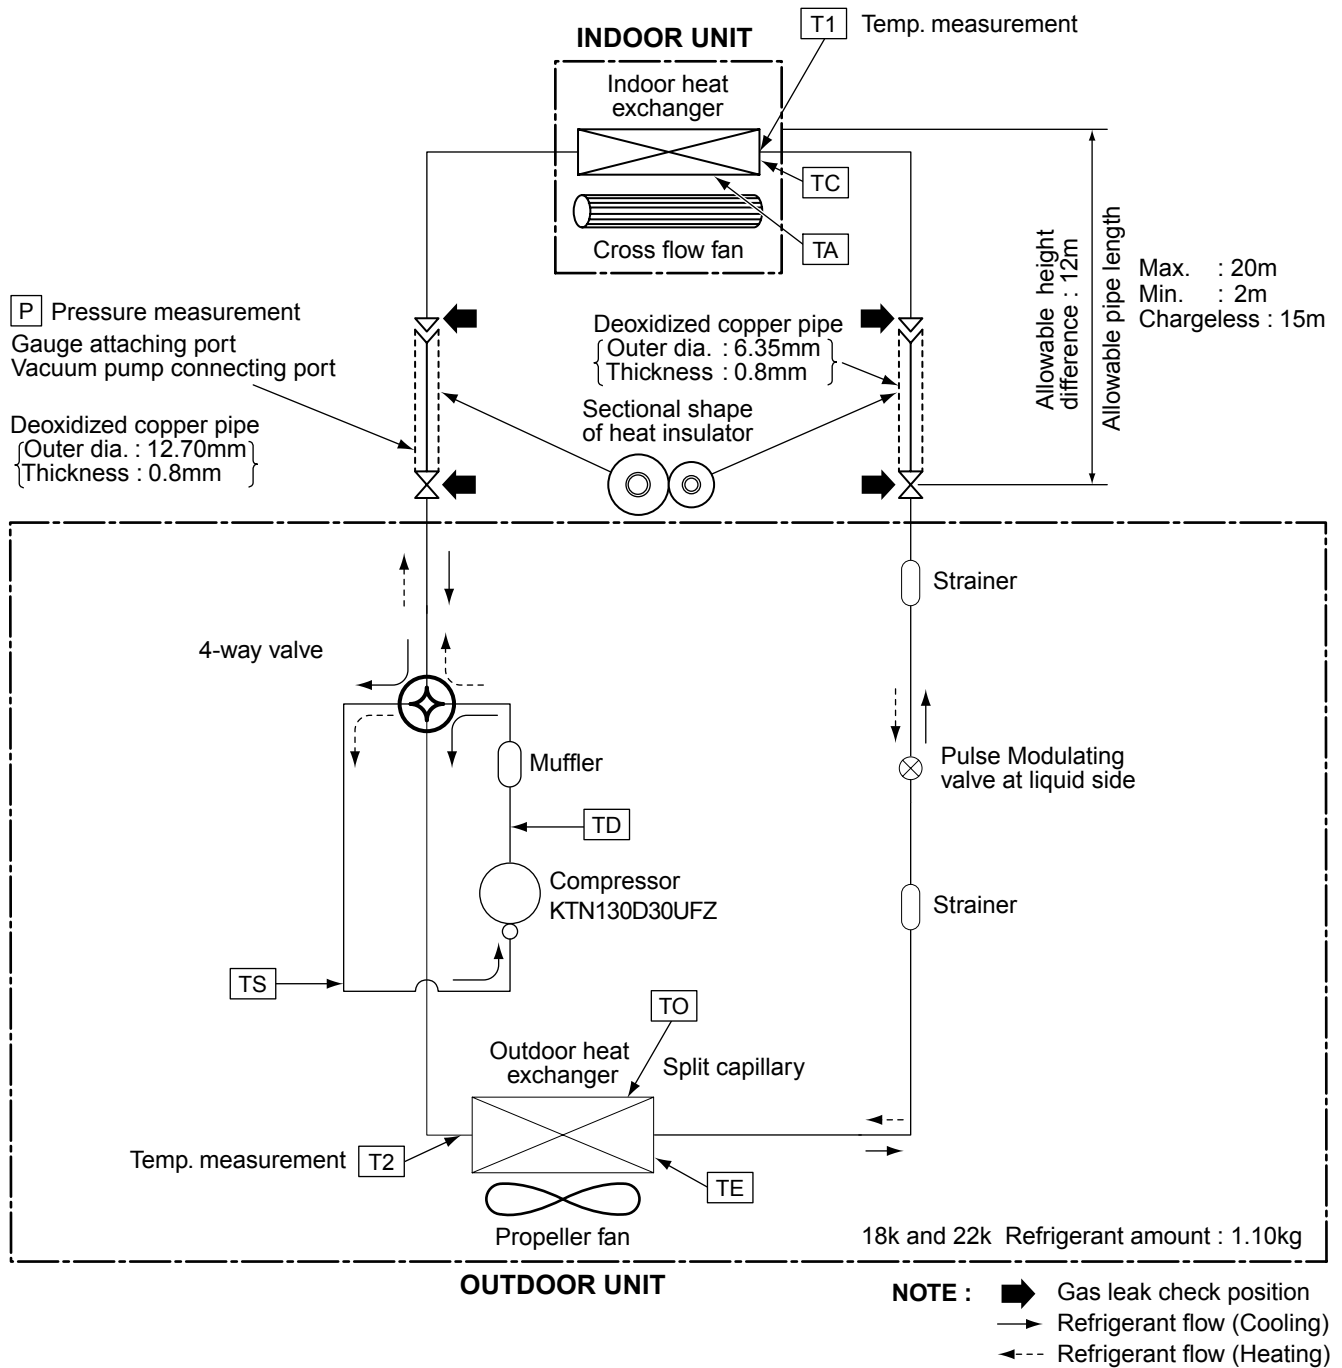 T1 Temp. measurement
INDOOR UNIT
Indoor heat
exchanger
TC
Cross flow fan
TA
Allowable height
difference : 12m
Allowable pipe length
Max. : 20m
Min. : 2m
Chargeless : 15m
P Pressure measurement
Gauge attaching port
Vacuum pump connecting port
Deoxidized copper pipe
Outer dia. : 12.70mm
Thickness : 0.8mm
Deoxidized copper pipe
Outer dia. : 6.35mm
Thickness : 0.8mm
Sectional shape
of heat insulator
Strainer
4-way valve
Muffler
Pulse Modulating
valve at liquid side
TD
Compressor
KTN130D30UFZ
Strainer
TS
TO
Outdoor heat
exchanger
Split capillary
Temp. measurement T2
TE
Propeller fan
18k and 22k Refrigerant amount : 1.10kg
OUTDOOR UNIT
NOTE : Gas leak check position
Refrigerant flow (Cooling)
Refrigerant flow (Heating)